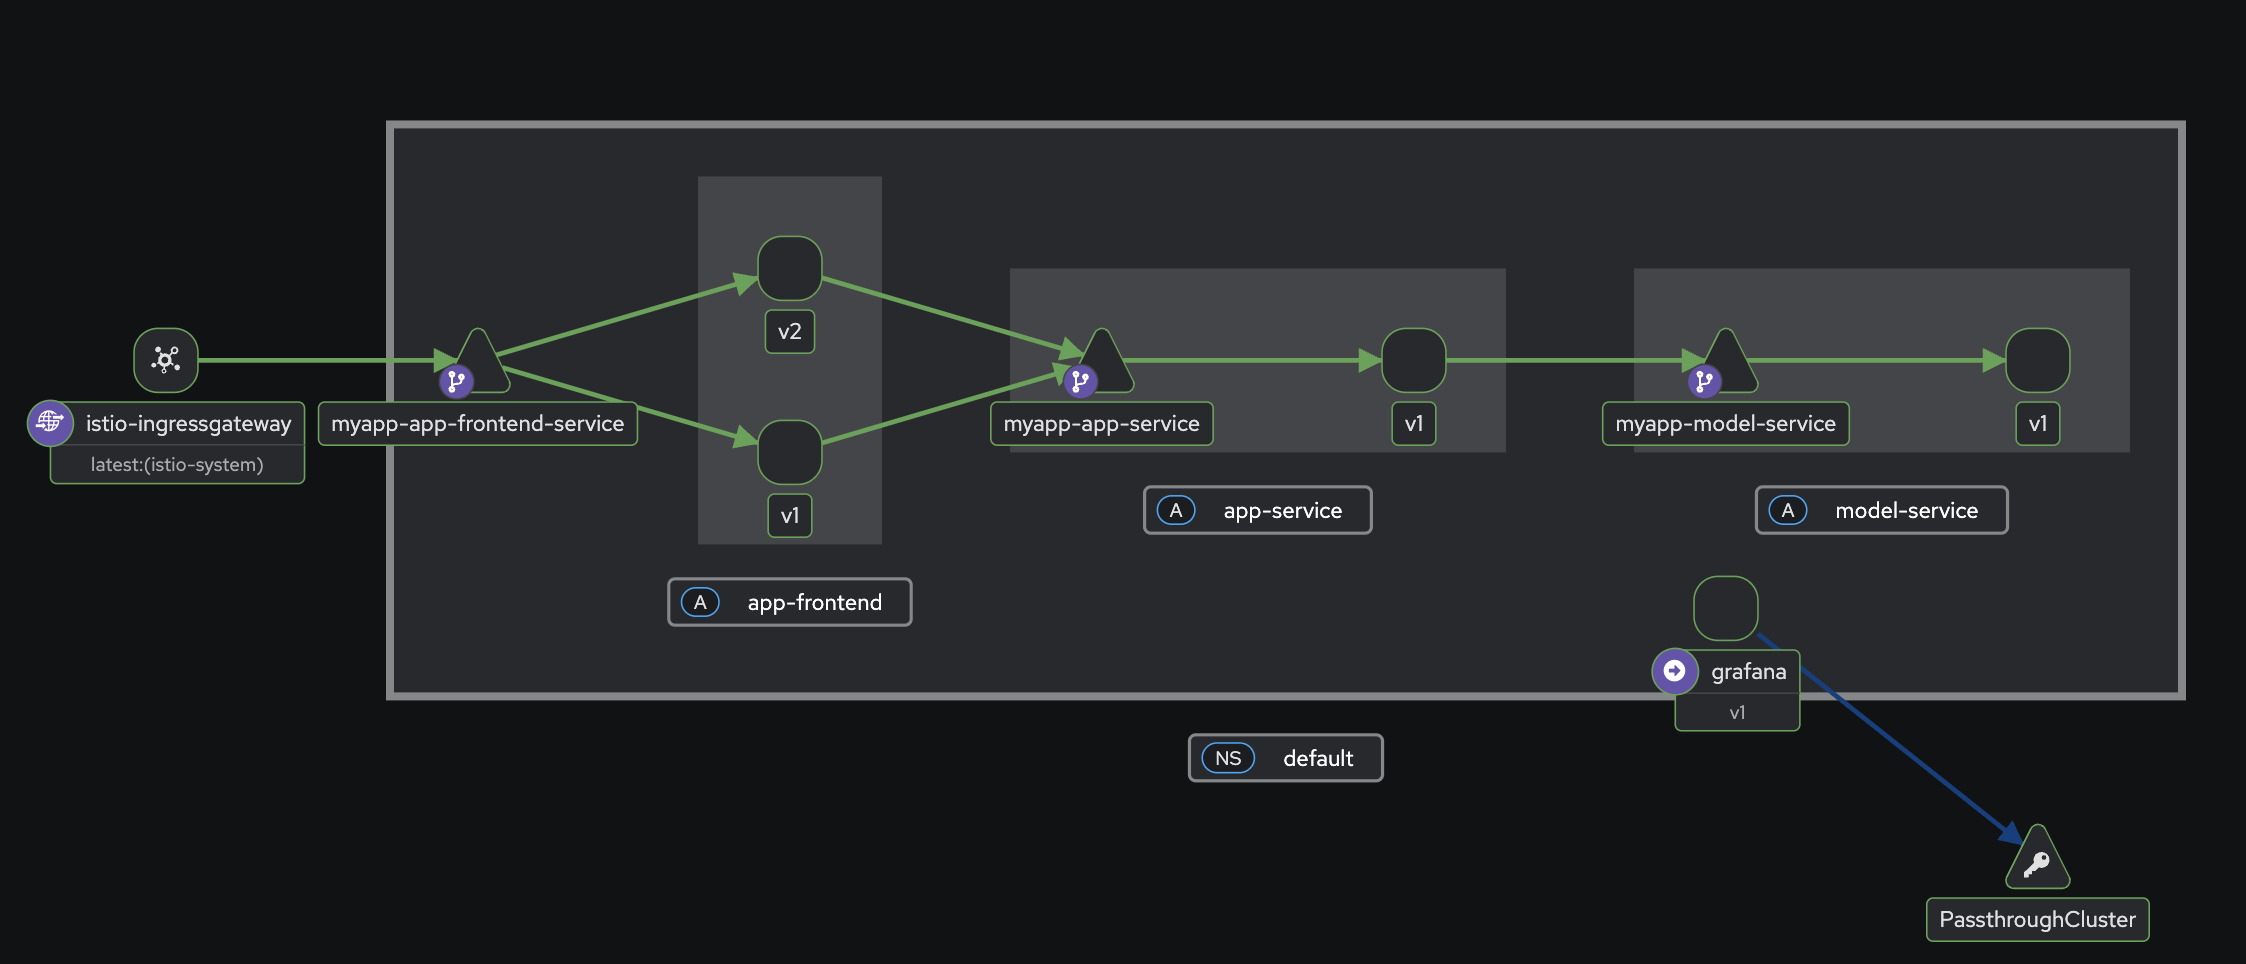 istio-ingressgateway
latest:(istio-system)
myapp-app-frontend-service
v2
v1
A app-frontend
myapp-app-service
v1
A app-service
myapp-model-service
v1
A model-service
grafana
v1
NS default
PassthroughCluster